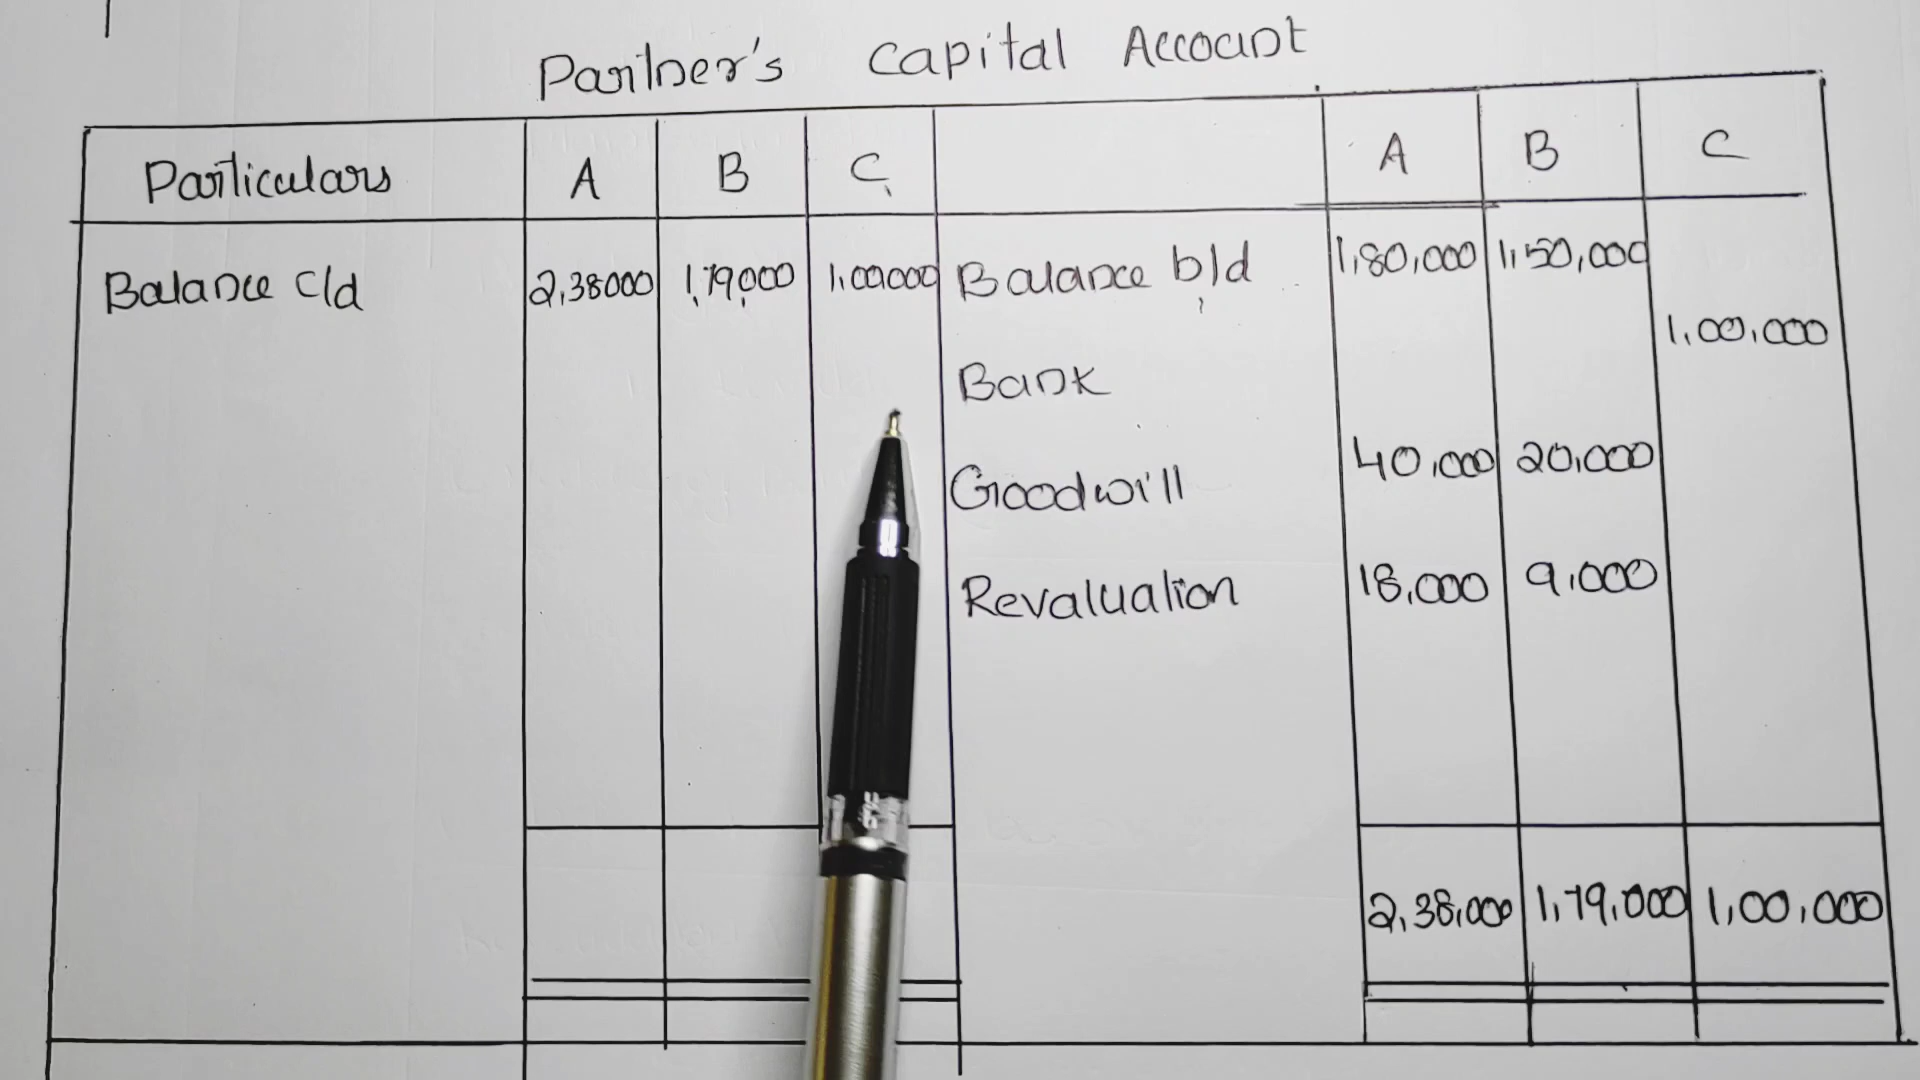 Partner's Capital Account
Particulars A B C A B C
Balance c/d 2,38000 1,79,000 1,00000 Balance b/d 1,80,000 1,50,000
1,00,000
Bank
Goodwill 40,000 20,000
Revaluation 18,000 9,000
2,38,000 1,79,000 1,00,000